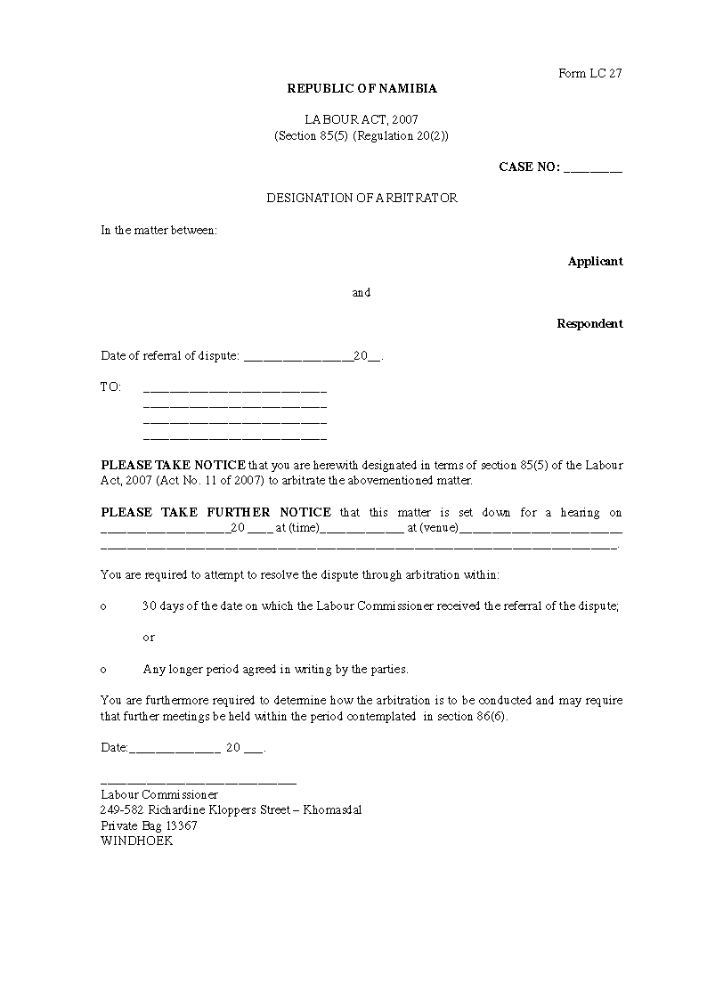 Form LC 27
REPUBLIC OF NAMIBIA
LABOUR ACT, 2007
(Section 85(5) (Regulation 20(2))
CASE NO: _________
DESIGNATION OF ARBITRATOR
In the matter between:
Applicant
and
Respondent
Date of referral of dispute: _________________20__.
TO: ____________________________
____________________________
____________________________
____________________________
PLEASE TAKE NOTICE that you are herewith designated in terms of section 85(5) of the Labour
Act, 2007 (Act No. 11 of 2007) to arbitrate the abovementioned matter.
PLEASE TAKE FURTHER NOTICE that this matter is set down for a hearing on
____________________20 ____ at (time)_____________ at (venue)_________________________
_______________________________________________________________________________.
You are required to attempt to resolve the dispute through arbitration within:
o 30 days of the date on which the Labour Commissioner received the referral of the dispute;
or
o Any longer period agreed in writing by the parties.
You are furthermore required to determine how the arbitration is to be conducted and may require
that further meetings be held within the period contemplated in section 86(6).
Date:______________ 20 ___.
______________________________
Labour Commissioner
249-582 Richardine Kloppers Street – Khomasdal
Private Bag 13367
WINDHOEK